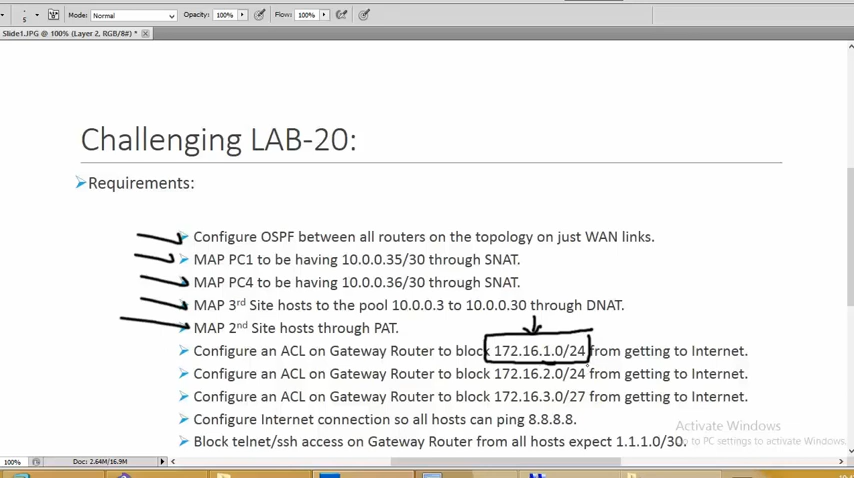 5 Mode: Normal Opacity: 100% Flow: 100%
Slide1.JPG @ 100% (Layer 2, RGB/8#) *
Challenging LAB-20:
Requirements:
Configure OSPF between all routers on the topology on just WAN links.
MAP PC1 to be having 10.0.0.35/30 through SNAT.
MAP PC4 to be having 10.0.0.36/30 through SNAT.
MAP 3rd Site hosts to the pool 10.0.0.3 to 10.0.0.30 through DNAT.
MAP 2nd Site hosts through PAT.
Configure an ACL on Gateway Router to block 172.16.1.0/24 from getting to Internet.
Configure an ACL on Gateway Router to block 172.16.2.0/24 from getting to Internet.
Configure an ACL on Gateway Router to block 172.16.3.0/27 from getting to Internet.
Configure Internet connection so all hosts can ping 8.8.8.8.
Activate Windows
Block telnet/ssh access on Gateway Router from all hosts expect 1.1.1.0/30.
to PC settings to activate Windows.
100% Doc: 2.64M/16.9M